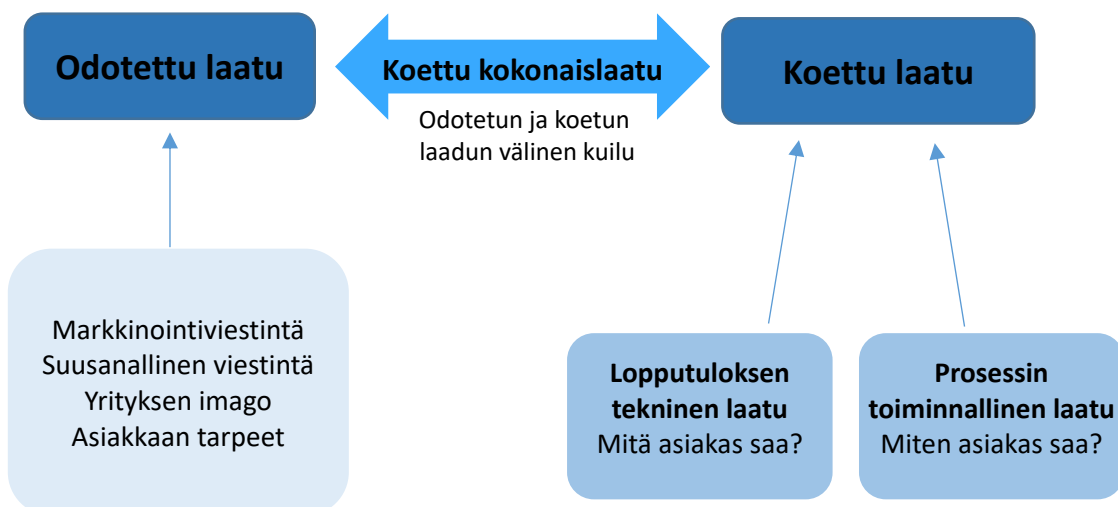 Odotettu laatu
Koettu kokonaislaatu
Odotetun ja koetun
laadun välinen kuilu
Koettu laatu
Markkinointiviestintä
Suusanallinen viestintä
Yrityksen imago
Asiakkaan tarpeet
Lopputuloksen
tekninen laatu
Mitä asiakas saa?
Prosessin
toiminnallinen laatu
Miten asiakas saa?